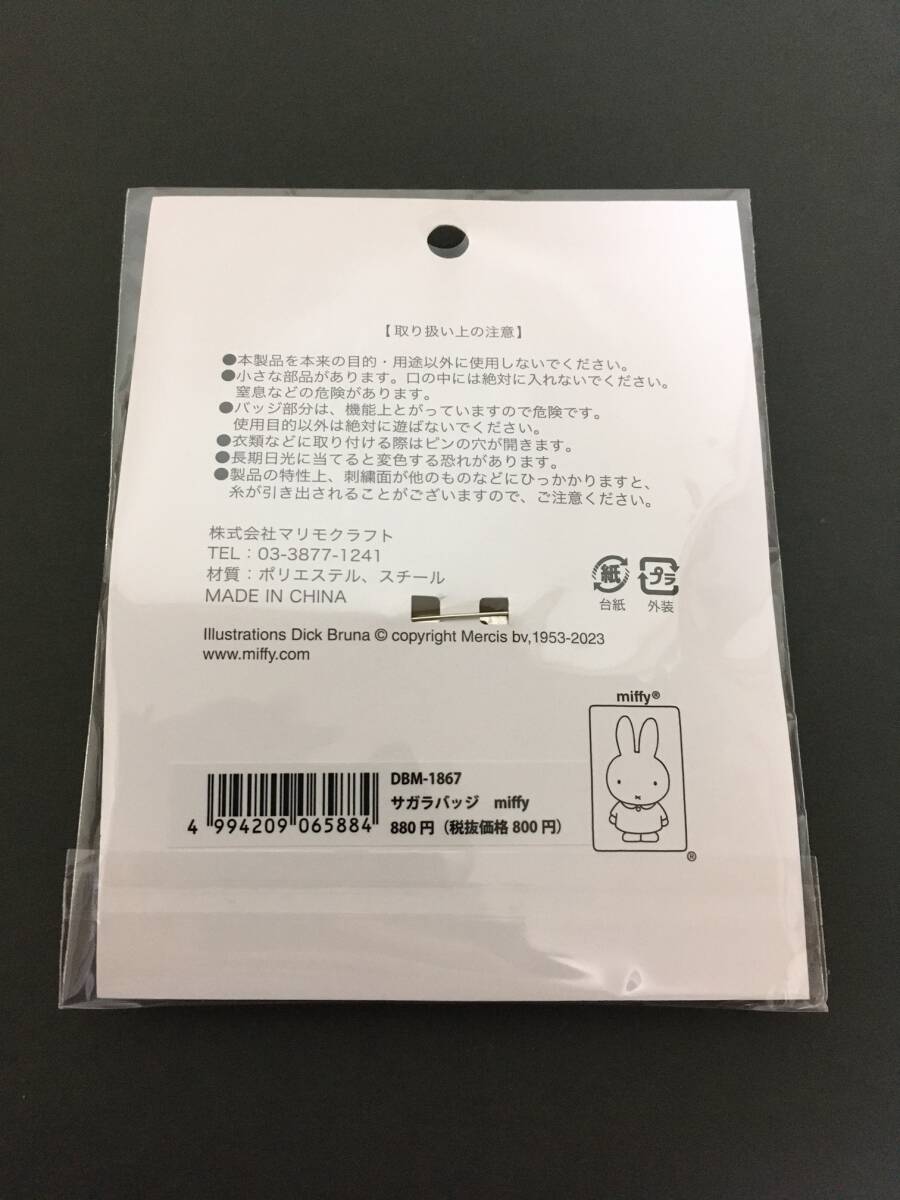 【取り扱い上の注意】
●本製品を本来の目的・用途以外に使用しないでください。
●小さな部品があります。口の中には絶対に入れないでください。
窒息などの危険があります。
●バッジ部分は、機能上とがっていますので危険です。
使用目的以外は絶対に遊ばないでください。
●衣類などに取り付ける際はピンの穴が開きます。
●長期日光に当てると変色する恐れがあります。
●製品の特性上、刺繍面が他のものなどにひっかかりますと、
糸が引き出されることがございますので、ご注意ください。
株式会社マリモクラフト
TEL：03-3877-1241
材質：ポリエステル、スチール
MADE IN CHINA
紙
台紙
プラ
外装
Illustrations Dick Bruna © copyright Mercis bv,1953-2023
www.miffy.com
miffy®
®
DBM-1867
サガラバッジ miffy
880円（税抜価格800円）
4 994209 065884